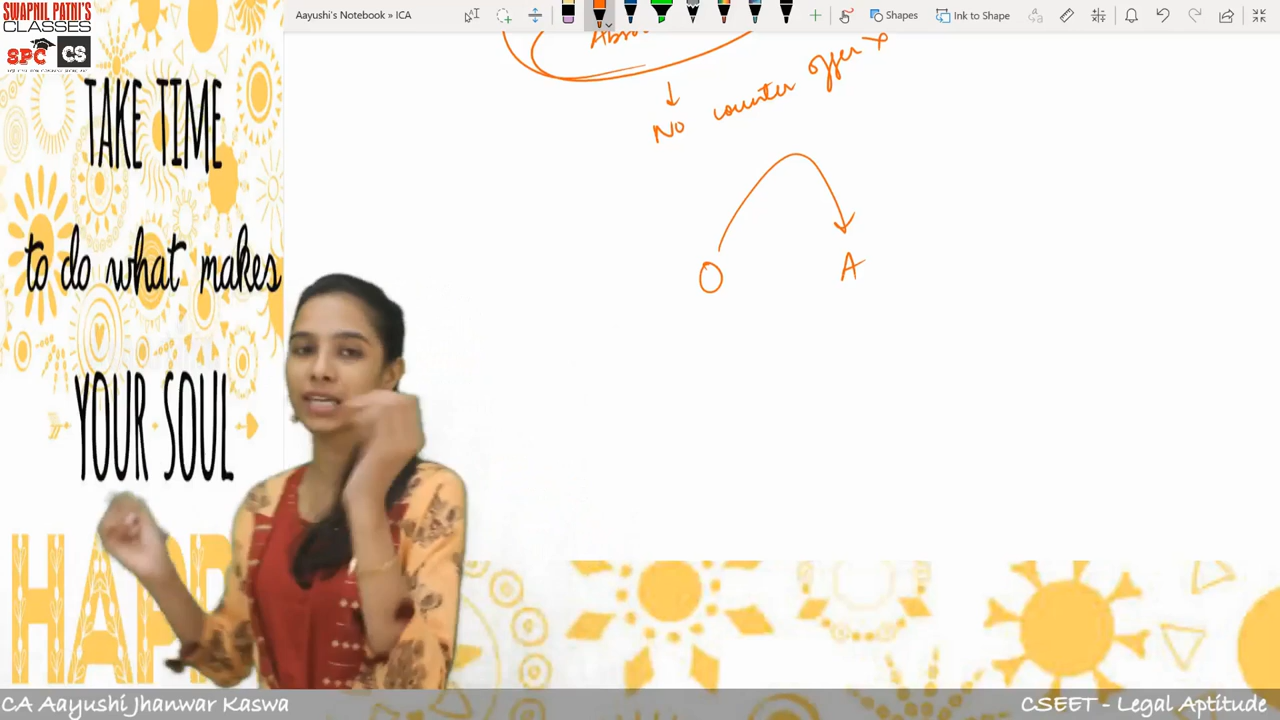 SWAPNIL PATNI'S
CLASSES
SPC CS
TAKE TIME
to do what makes
YOUR SOUL
HAPP
Aayushi's Notebook » ICA
Shapes
Ink to Shape
No counter offer x
O A
CA Aayushi Jhanwar Kaswa
CSEET - Legal Aptitude